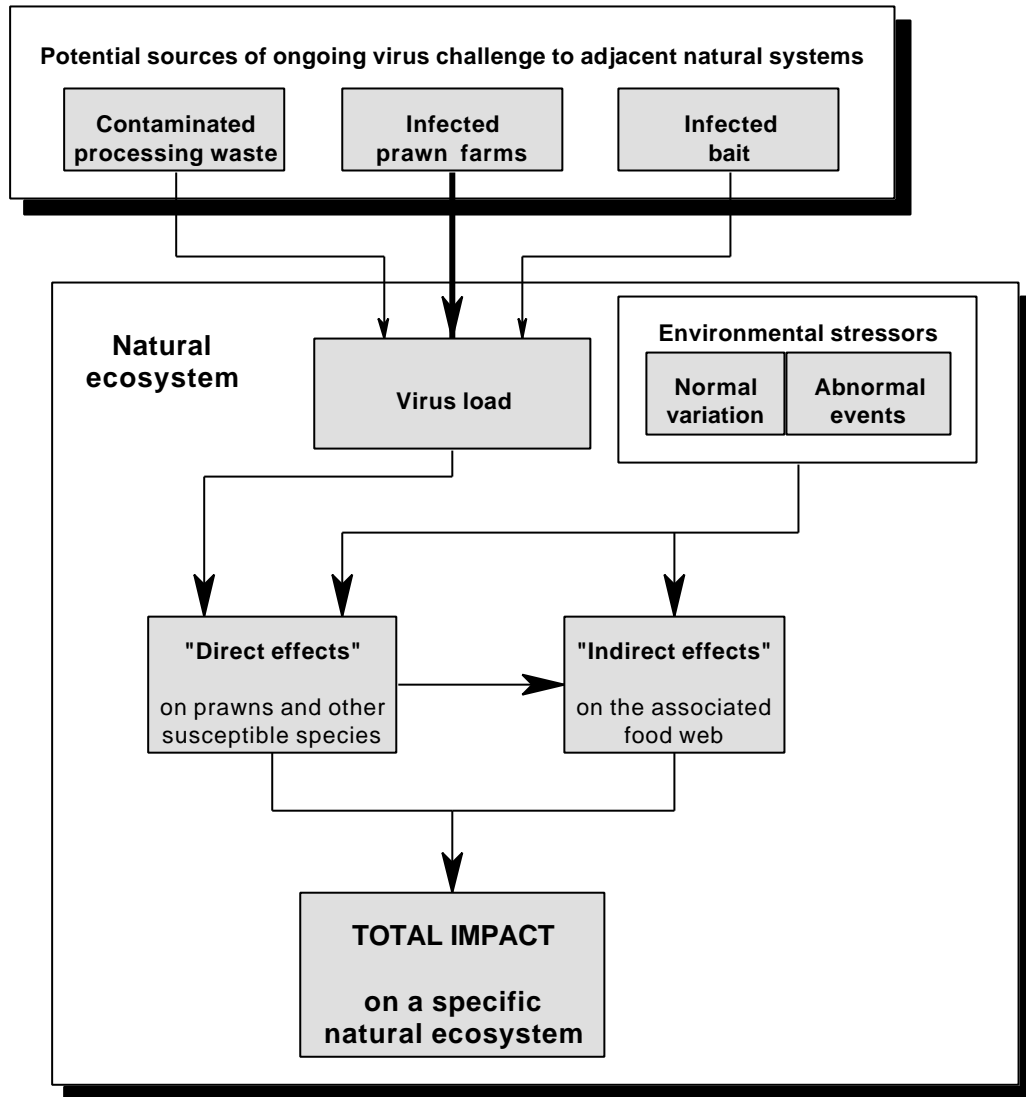 Potential sources of ongoing virus challenge to adjacent natural systems
Contaminated
processing waste
Infected
prawn farms
Infected
bait
Natural
ecosystem
Virus load
Environmental stressors
Normal
variation
Abnormal
events
"Direct effects"
on prawns and other
susceptible species
"Indirect effects"
on the associated
food web
TOTAL IMPACT
on a specific
natural ecosystem